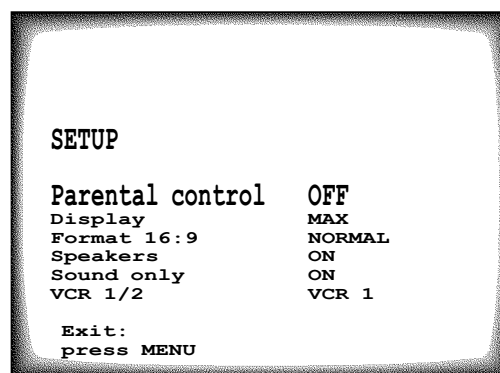 SETUP
Parental control OFF
Display MAX
Format 16:9 NORMAL
Speakers ON
Sound only ON
VCR 1/2 VCR 1
Exit:
press MENU